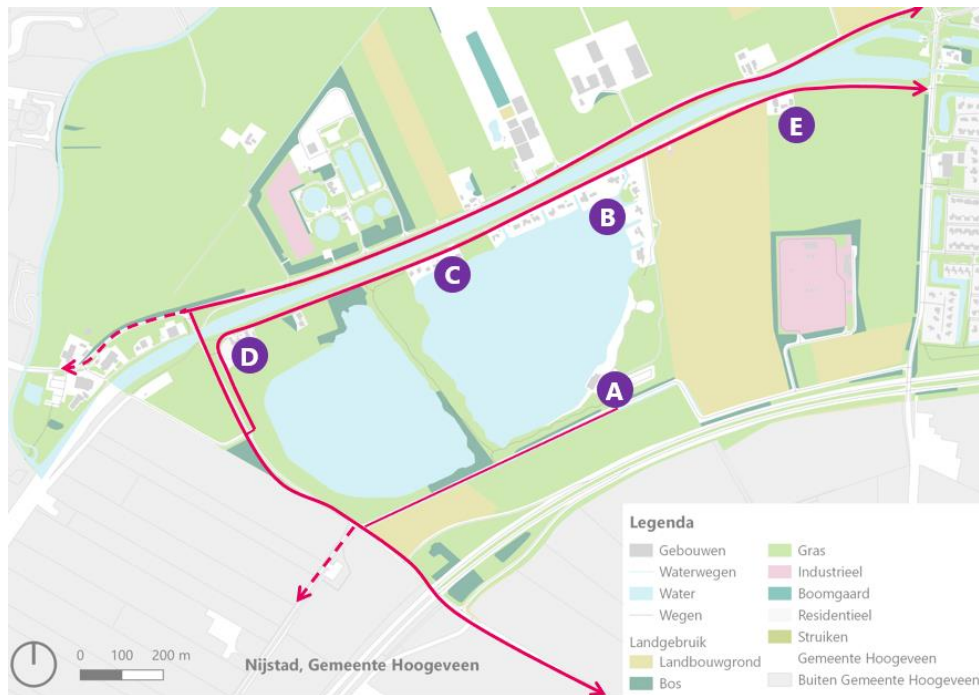 E
B
C
D
A
Legenda
Gebouwen
Waterwegen
Water
Wegen
Landgebruik
Landbouwgrond
Bos
Gras
Industrieel
Boomgaard
Residentieel
Struiken
Gemeente Hoogeveen
Buiten Gemeente Hoogeveen
0 100 200 m
Nijstad, Gemeente Hoogeveen